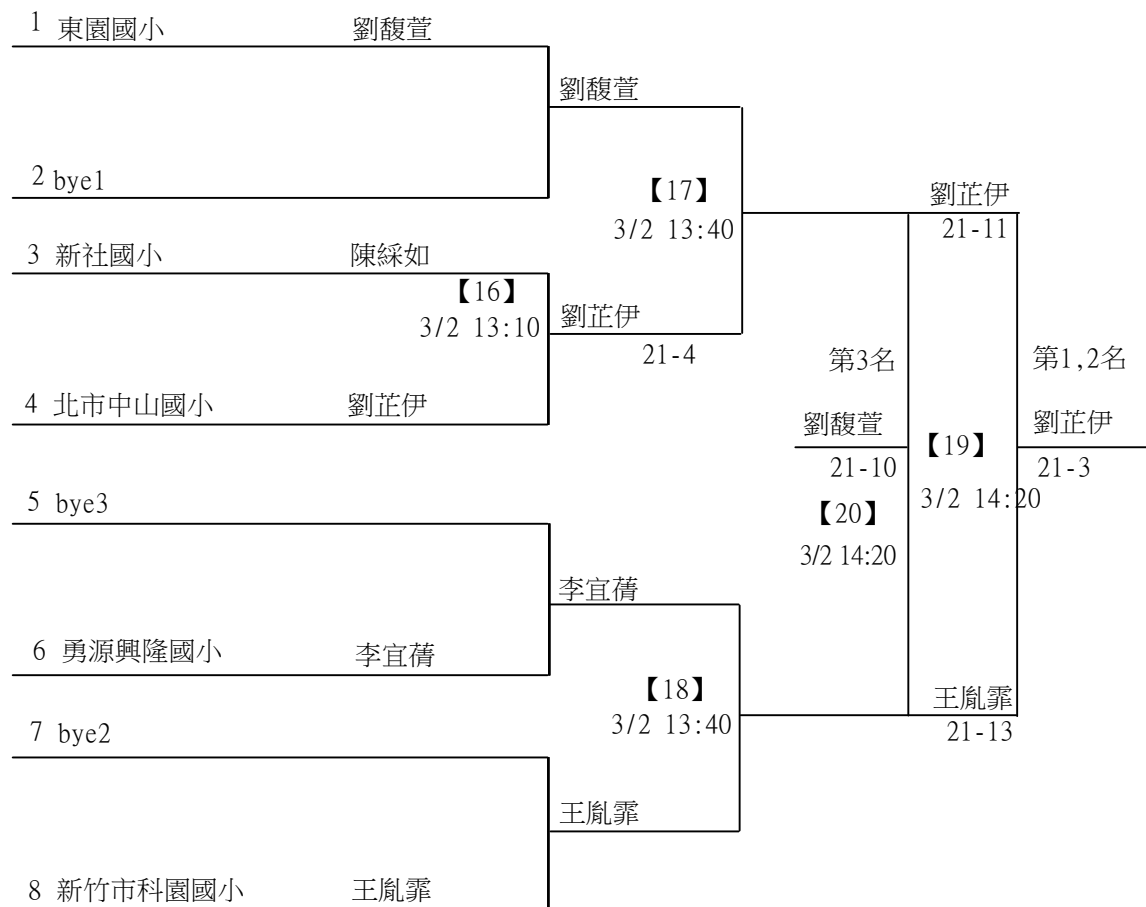 1 東園國小 劉馥萱
劉馥萱
2 bye1
【17】
3/2 13:40
劉芷伊
21-11
3 新社國小 陳綵如
【16】
3/2 13:10
劉芷伊
21-4
4 北市中山國小 劉芷伊
第3名
第1,2名
劉馥萱
21-10
【19】
3/2 14:20
劉芷伊
21-3
【20】
3/2 14:20
5 bye3
李宜蒨
6 勇源興隆國小 李宜蒨
【18】
3/2 13:40
王胤霏
21-13
7 bye2
王胤霏
8 新竹市科園國小 王胤霏